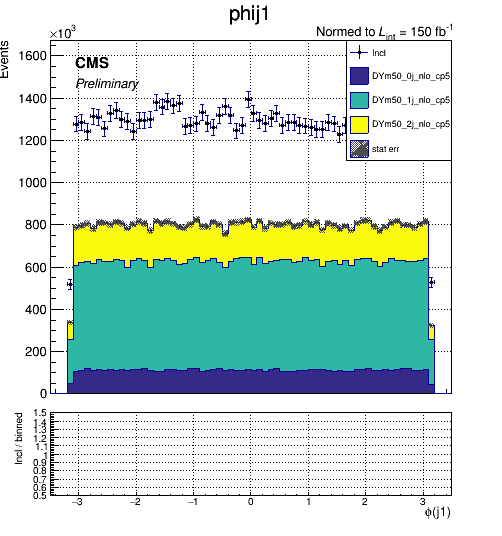 phij1
Normed to L_int = 150 fb⁻¹
×10³
Events
CMS
Preliminary
Incl
DYm50_0j_nlo_cp5
DYm50_1j_nlo_cp5
DYm50_2j_nlo_cp5
stat err
1600
1400
1200
1000
800
600
400
200
0
Incl / binned
1.5
1.4
1.3
1.2
1.1
1
0.9
0.8
0.7
0.6
0.5
−3 −2 −1 0 1 2 3
ϕ(j1)